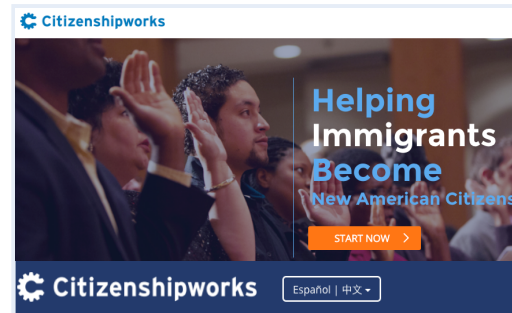 Citizenshipworks
Helping
Immigrants
Become
New American Citizens
START NOW
Citizenshipworks
Español | 中文